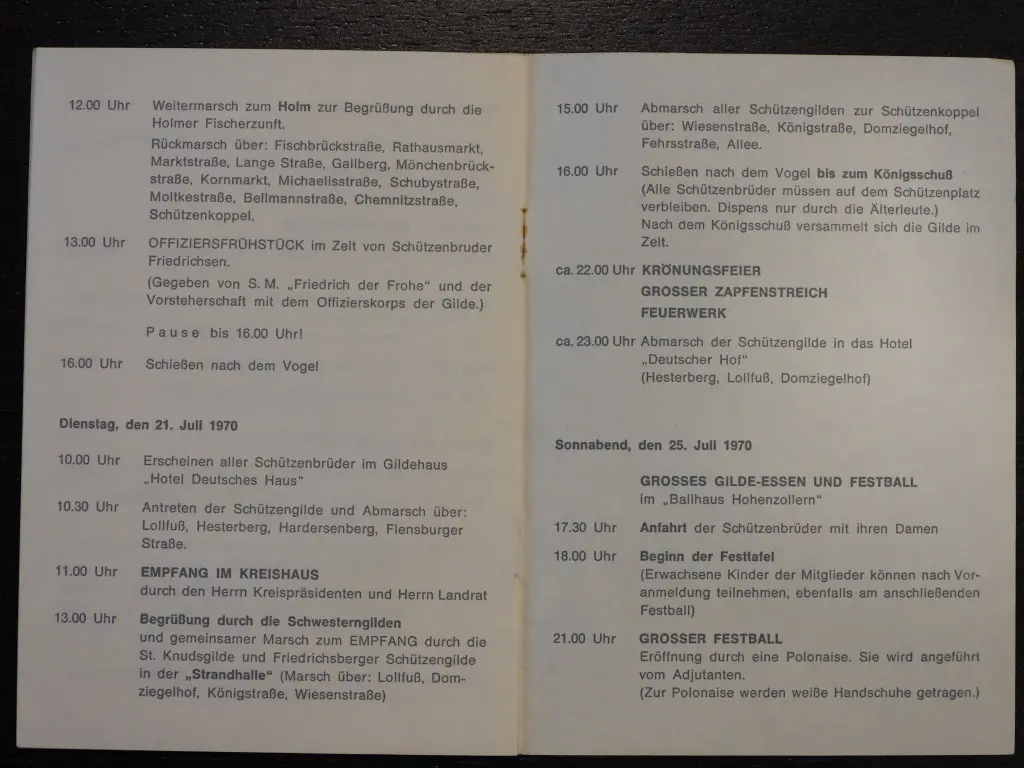 12.00 Uhr Weitermarsch zum Holm zur Begrüßung durch die
Holmer Fischerzunft.
Rückmarsch über: Fischbrückstraße, Rathausmarkt,
Marktstraße, Lange Straße, Gallberg, Mönchenbrück-
straße, Kornmarkt, Michaelisstraße, Schubystraße,
Moltkestraße, Bellmannstraße, Chemnitzstraße,
Schützenkoppel.
13.00 Uhr OFFIZIERSFRÜHSTÜCK im Zelt von Schützenbruder
Friedrichsen.
(Gegeben von S. M. „Friedrich der Frohe“ und der
Vorsteherschaft mit dem Offizierskorps der Gilde.)
Pause bis 16.00 Uhr!
16.00 Uhr Schießen nach dem Vogel
Dienstag, den 21. Juli 1970
10.00 Uhr Erscheinen aller Schützenbrüder im Gildehaus
„Hotel Deutsches Haus“
10.30 Uhr Antreten der Schützengilde und Abmarsch über:
Lollfuß, Hesterberg, Hardersenberg, Flensburger
Straße.
11.00 Uhr EMPFANG IM KREISHAUS
durch den Herrn Kreispräsidenten und Herrn Landrat
13.00 Uhr Begrüßung durch die Schwesterngilden
und gemeinsamer Marsch zum EMPFANG durch die
St. Knudsgilde und Friedrichsberger Schützengilde
in der „Strandhalle“ (Marsch über: Lollfuß, Dom-
ziegelhof, Königstraße, Wiesenstraße)
15.00 Uhr Abmarsch aller Schützengilden zur Schützenkoppel
über: Wiesenstraße, Königstraße, Domziegelhof,
Fehrsstraße, Allee.
16.00 Uhr Schießen nach dem Vogel bis zum Königsschuß
(Alle Schützenbrüder müssen auf dem Schützenplatz
verbleiben. Dispens nur durch die Älterleute.)
Nach dem Königsschuß versammelt sich die Gilde im
Zelt.
ca. 22.00 Uhr KRÖNUNGSFEIER
GROSSER ZAPFENSTREICH
FEUERWERK
ca. 23.00 Uhr Abmarsch der Schützengilde in das Hotel
„Deutscher Hof“
(Hesterberg, Lollfuß, Domziegelhof)
Sonnabend, den 25. Juli 1970
GROSSES GILDE-ESSEN UND FESTBALL
im „Ballhaus Hohenzollern“
17.30 Uhr Anfahrt der Schützenbrüder mit ihren Damen
18.00 Uhr Beginn der Festtafel
(Erwachsene Kinder der Mitglieder können nach Vor-
anmeldung teilnehmen, ebenfalls am anschließenden
Festball)
21.00 Uhr GROSSER FESTBALL
Eröffnung durch eine Polonaise. Sie wird angeführt
vom Adjutanten.
(Zur Polonaise werden weiße Handschuhe getragen.)